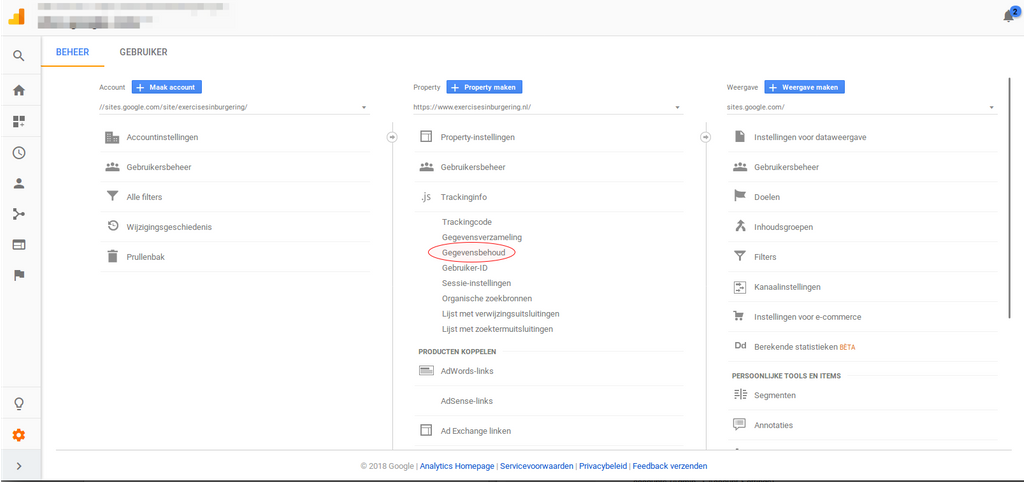 2
BEHEER GEBRUIKER
Account + Maak account
//sites.google.com/site/exercisesinburgering/
Accountinstellingen
Gebruikersbeheer
Alle filters
Wijzigingsgeschiedenis
Prullenbak
Property + Property maken
https://www.exercisesinburgering.nl/
Property-instellingen
Gebruikersbeheer
.js Trackinginfo
Trackingcode
Gegevensverzameling
Gegevensbehoud
Gebruiker-ID
Sessie-instellingen
Organische zoekbronnen
Lijst met verwijzingsuitsluitingen
Lijst met zoektermuitsluitingen
PRODUCTEN KOPPELEN
AdWords-links
AdSense-links
Ad Exchange linken
Weergave + Weergave maken
sites.google.com/
Instellingen voor dataweergave
Gebruikersbeheer
Doelen
Inhoudsgroepen
Filters
Kanaalinstellingen
Instellingen voor e-commerce
Dd Berekende statistieken BETA
PERSOONLIJKE TOOLS EN ITEMS
Segmenten
Annotaties
© 2018 Google | Analytics Homepage | Servicevoorwaarden | Privacybeleid | Feedback verzenden